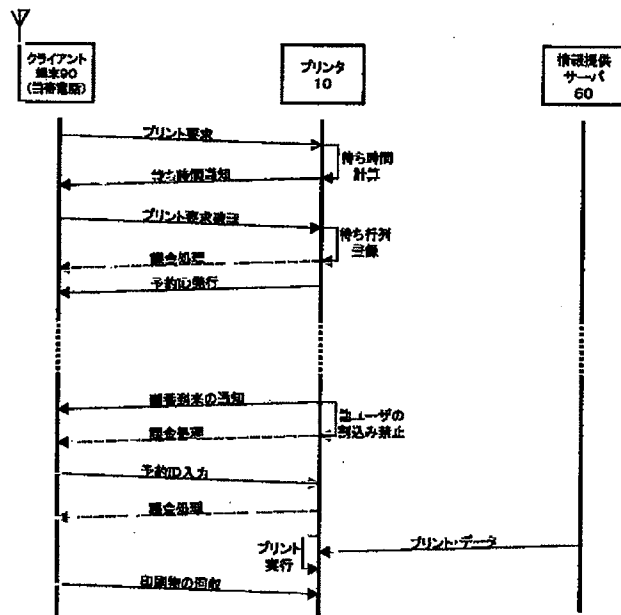 クライアント
端末90
(携帯電話)
プリンタ
10
情報提供
サーバ
60
プリント要求
待ち時間
計算
待ち時間通知
プリント要求確認
待ち行列
登録
課金処理
予約ID発行
順番到来の通知
他ユーザの
割込み禁止
課金処理
予約ID入力
課金処理
プリント
実行
プリント・データ
印刷物の回収